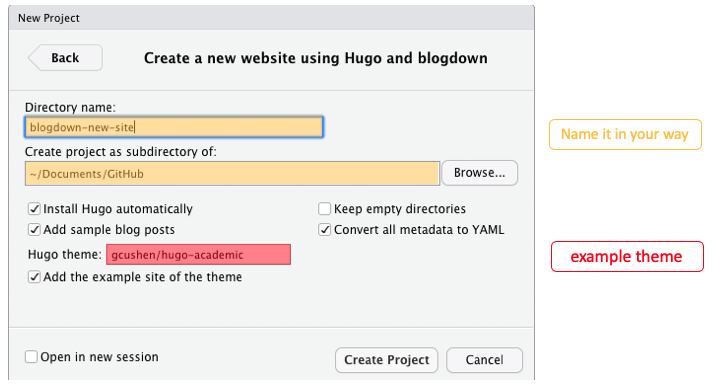 New Project
Back
Create a new website using Hugo and blogdown
Directory name:
blogdown-new-site
Name it in your way
Create project as subdirectory of:
~/Documents/GitHub
Browse...
Install Hugo automatically
Keep empty directories
Add sample blog posts
Convert all metadata to YAML
Hugo theme: gcushen/hugo-academic
example theme
Add the example site of the theme
Open in new session
Create Project
Cancel